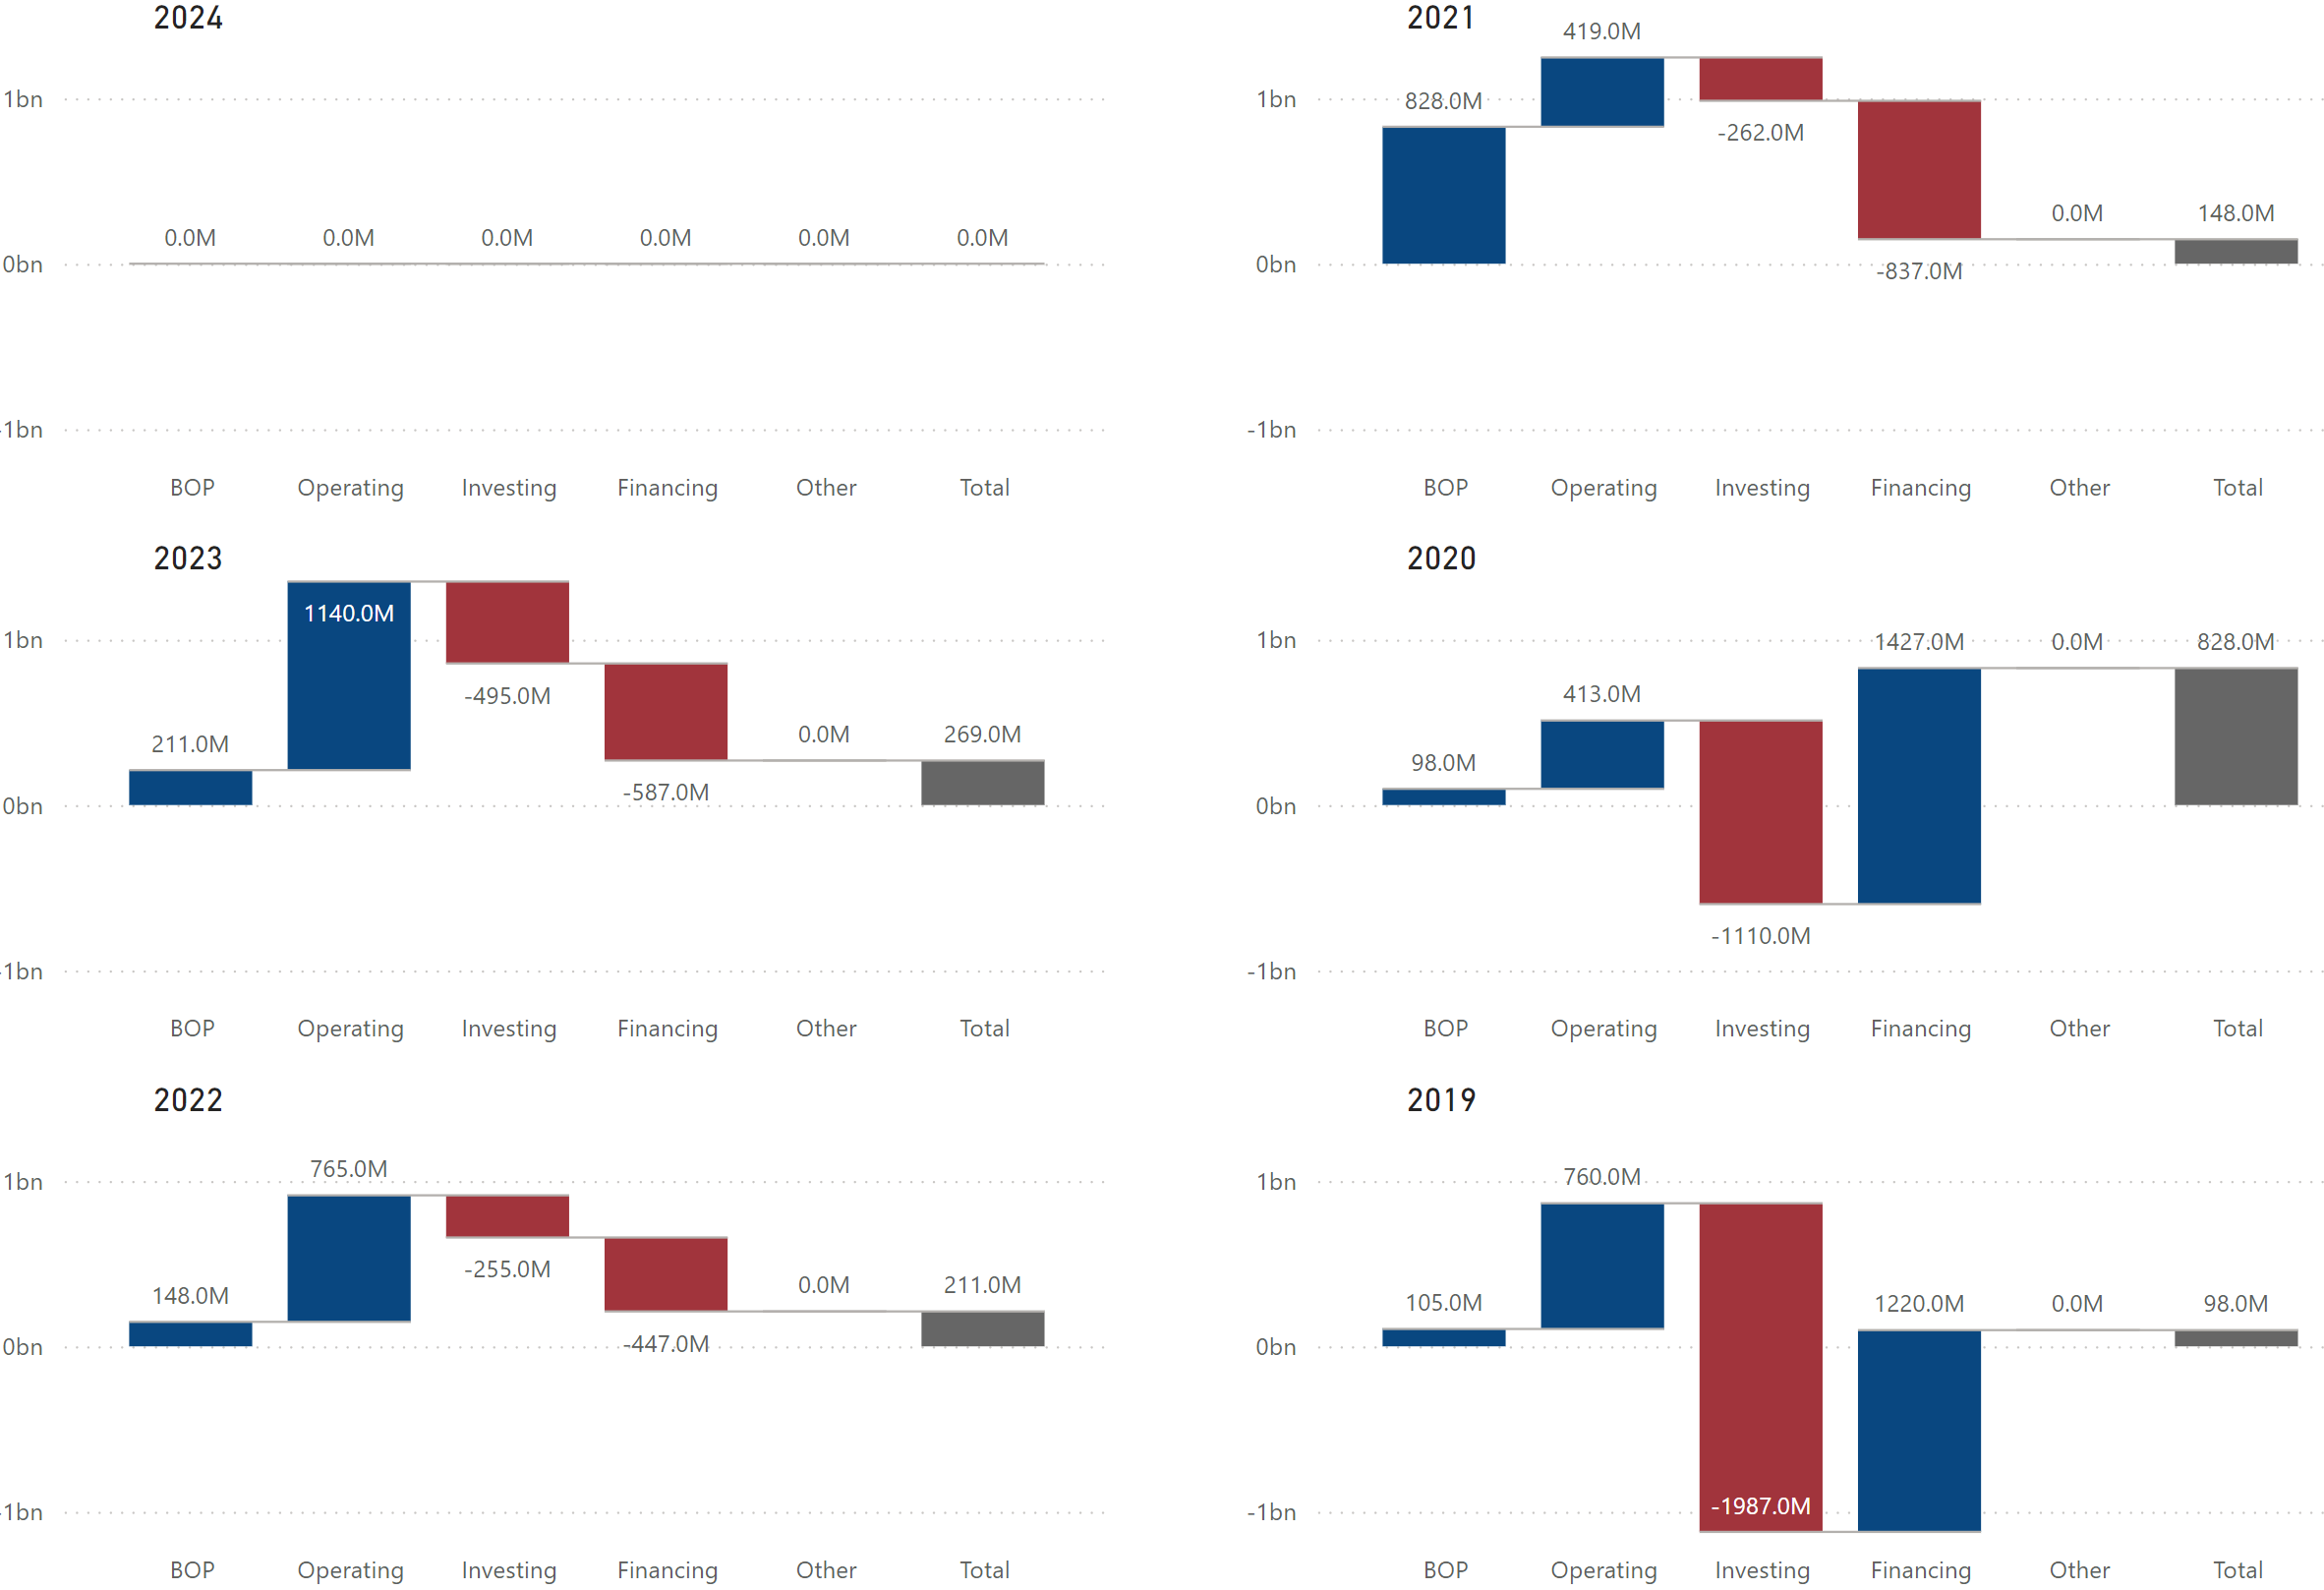 2024
1bn
0.0M 0.0M 0.0M 0.0M 0.0M 0.0M
0bn
-1bn
BOP Operating Investing Financing Other Total
2023
1140.0M
1bn
-495.0M
211.0M 0.0M 269.0M
-587.0M
0bn
-1bn
BOP Operating Investing Financing Other Total
2022
765.0M
1bn
-255.0M
148.0M 0.0M 211.0M
0bn
-447.0M
-1bn
BOP Operating Investing Financing Other Total
2021
419.0M
1bn
828.0M
-262.0M
0.0M 148.0M
0bn
-837.0M
-1bn
BOP Operating Investing Financing Other Total
2020
1bn
1427.0M 0.0M 828.0M
413.0M
98.0M
0bn
-1110.0M
-1bn
BOP Operating Investing Financing Other Total
2019
760.0M
1bn
105.0M 1220.0M 0.0M 98.0M
0bn
-1987.0M
-1bn
BOP Operating Investing Financing Other Total